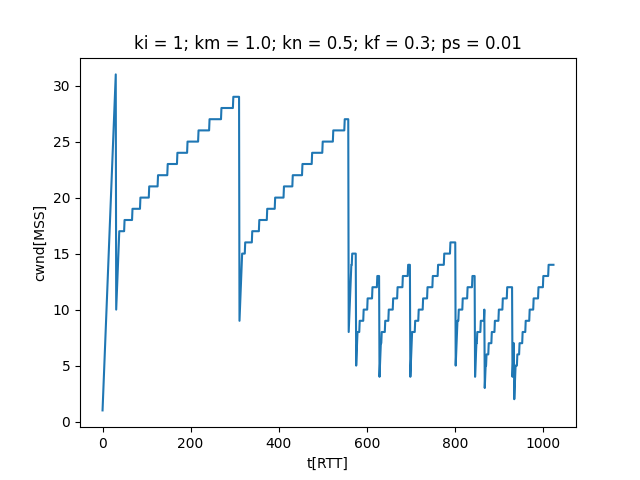 ki = 1; km = 1.0; kn = 0.5; kf = 0.3; ps = 0.01
30
25
20
15
10
5
0
cwnd[MSS]
0 200 400 600 800 1000
t[RTT]